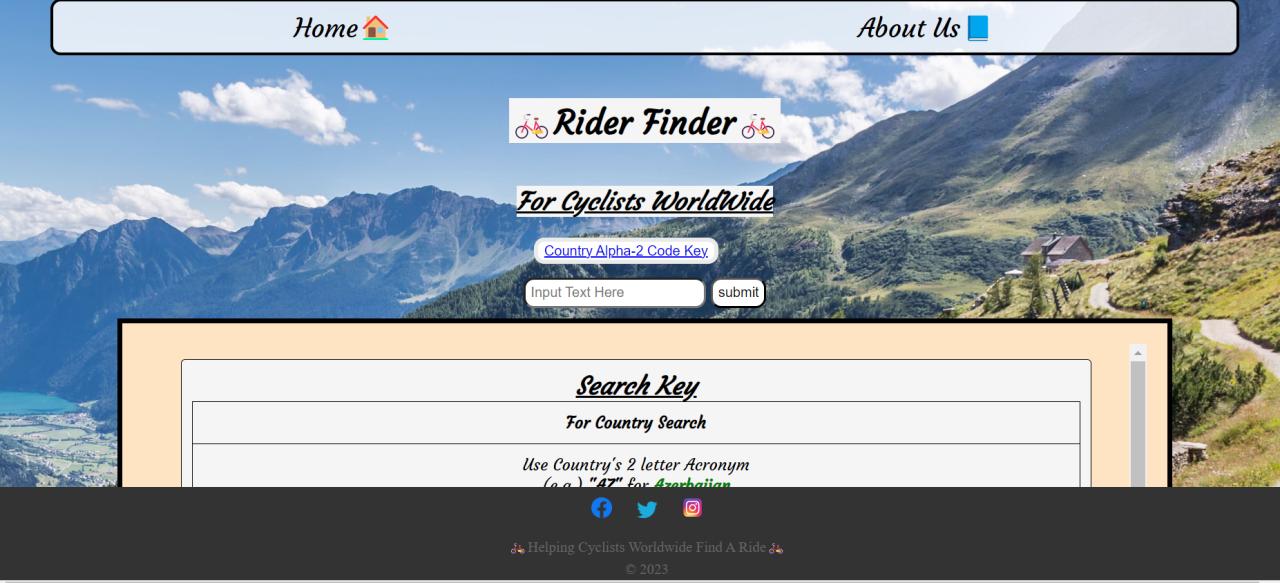 Home
About Us
Rider Finder
For Cyclists WorldWide
Country Alpha-2 Code Key
Input Text Here
submit
Search Key
For Country Search
Use Country's 2 letter Acronym
(e.g.) "AZ" for Azerbaijan
Helping Cyclists Worldwide Find A Ride
© 2023